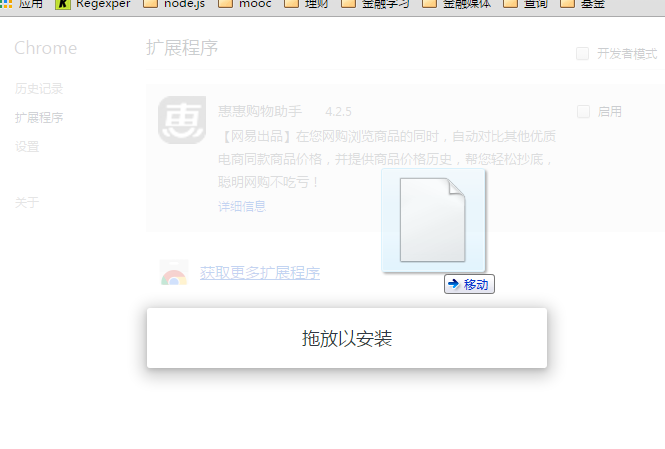 应用 Regexper node.js mooc 理财 金融学习 金融媒体 查询 基金
Chrome
扩展程序
开发者模式
历史记录
扩展程序
设置
关于
惠
惠惠购物助手 4.2.5
启用
【网易出品】在您网购浏览商品的同时，自动对比其他优质
电商同款商品价格，并提供商品价格历史，帮您轻松抄底，
聪明网购不吃亏！
详细信息
获取更多扩展程序
移动
拖放以安装